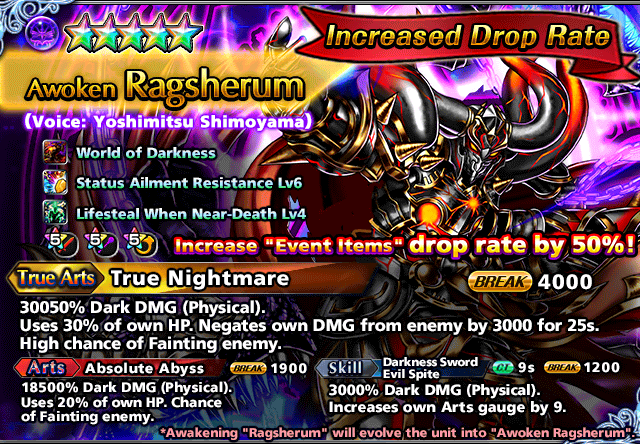 Increased Drop Rate
Awoken Ragsherum
(Voice: Yoshimitsu Shimoyama)
World of Darkness
Status Ailment Resistance Lv6
Lifesteal When Near-Death Lv4
5 5 5
Increase "Event Items" drop rate by 50%!
True Arts True Nightmare BREAK 4000
30050% Dark DMG (Physical).
Uses 30% of own HP. Negates own DMG from enemy by 3000 for 25s.
High chance of Fainting enemy.
Arts Absolute Abyss BREAK 1900
18500% Dark DMG (Physical).
Uses 20% of own HP. Chance
of Fainting enemy.
Skill Darkness Sword
Evil Spite CT 9s BREAK 1200
3000% Dark DMG (Physical).
Increases own Arts gauge by 9.
*Awakening "Ragsherum" will evolve the unit into "Awoken Ragsherum".